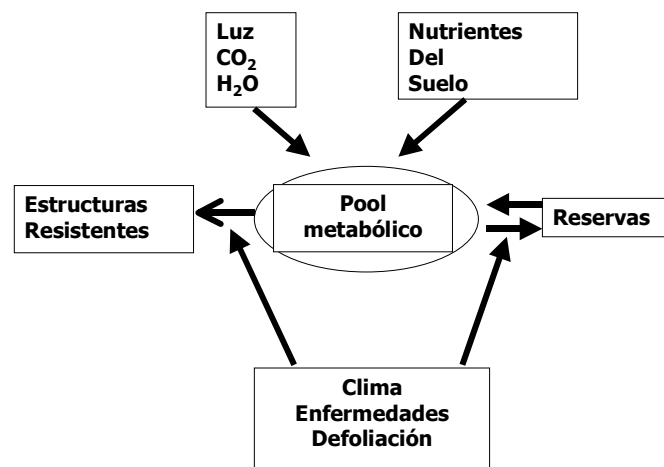 Luz
CO₂
H₂O
Nutrientes
Del
Suelo
Estructuras
Resistentes
Pool
metabólico
Reservas
Clima
Enfermedades
Defoliación